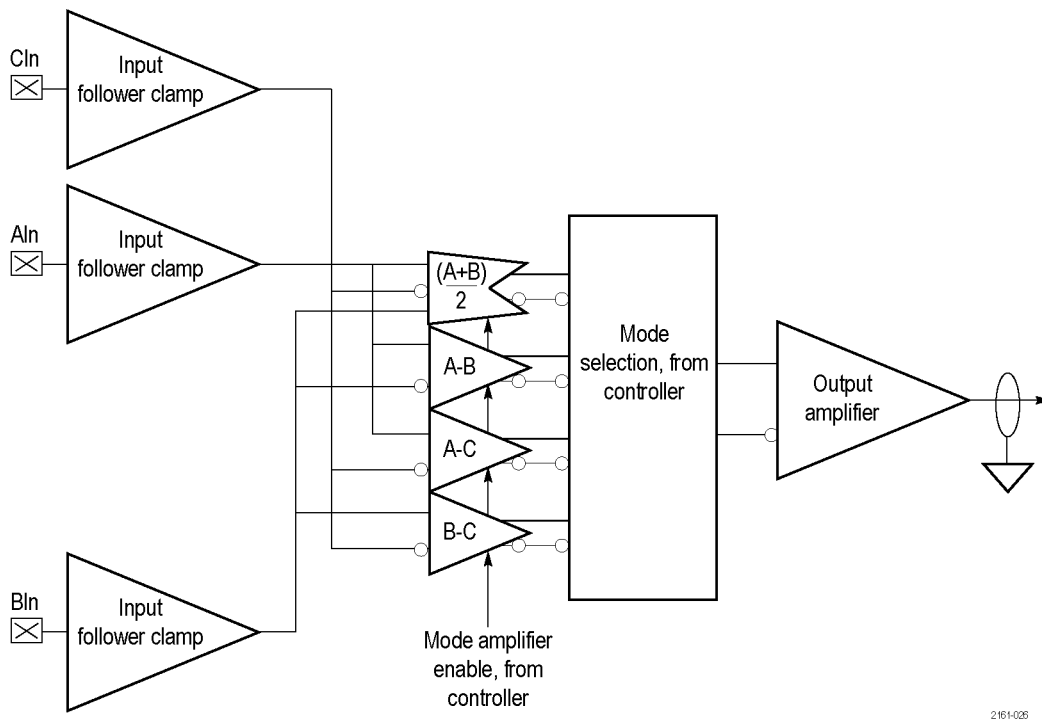 CIn
Input
follower clamp
AIn
Input
follower clamp
(A+B)
2
A-B
A-C
B-C
Mode
selection, from
controller
Output
amplifier
BIn
Input
follower clamp
Mode amplifier
enable, from
controller
2161-026